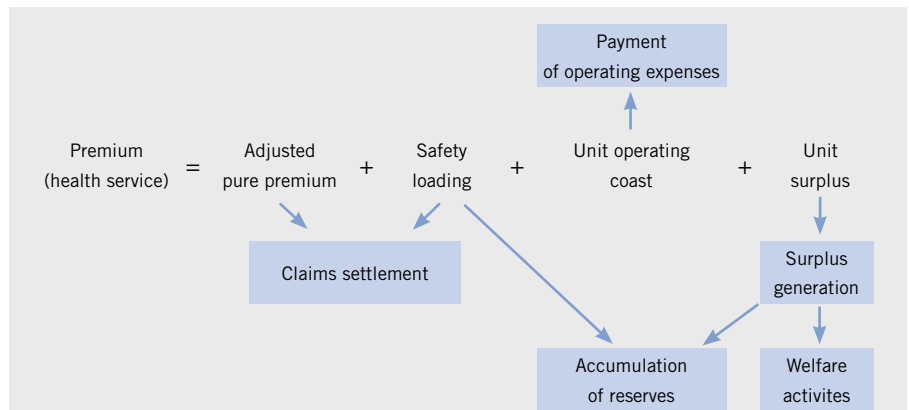 Payment
of operating expenses
Premium
(health service)
=
Adjusted
pure premium
+
Safety
loading
+
Unit operating
coast
+
Unit
surplus
Claims settlement
Surplus
generation
Accumulation
of reserves
Welfare
activites